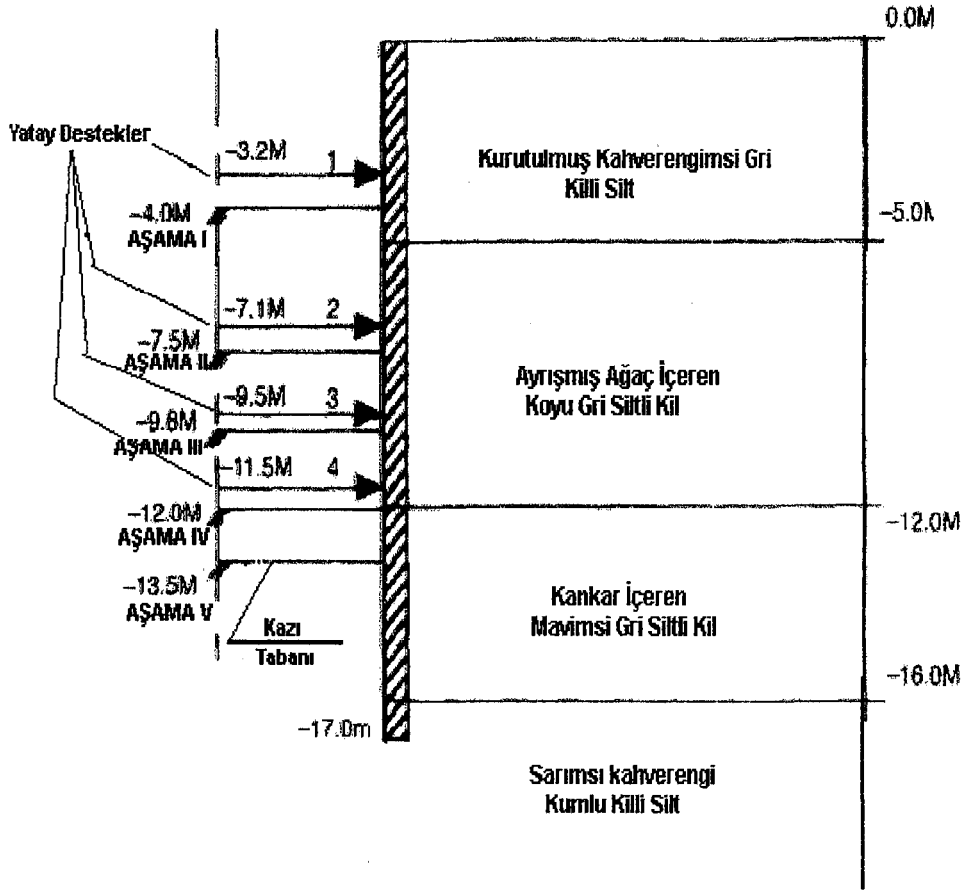 0.0M
Yatay Destekler
-3.2M 1
Kurutulmuş Kahverengimsi Gri
Killi Silt
-4.0M
AŞAMA I
-5.0M
-7.1M 2
-7.5M
AŞAMA II
Ayrışmış Ağaç İçeren
Koyu Gri Siltli Kil
-9.5M 3
-9.8M
AŞAMA III
-11.5M 4
-12.0M
AŞAMA IV
-12.0M
-13.5M
AŞAMA V
Kankar İçeren
Mavimsi Gri Siltli Kil
Kazı
Tabanı
-16.0M
-17.0m
Sarımsı kahverengi
Kumlu Killi Silt